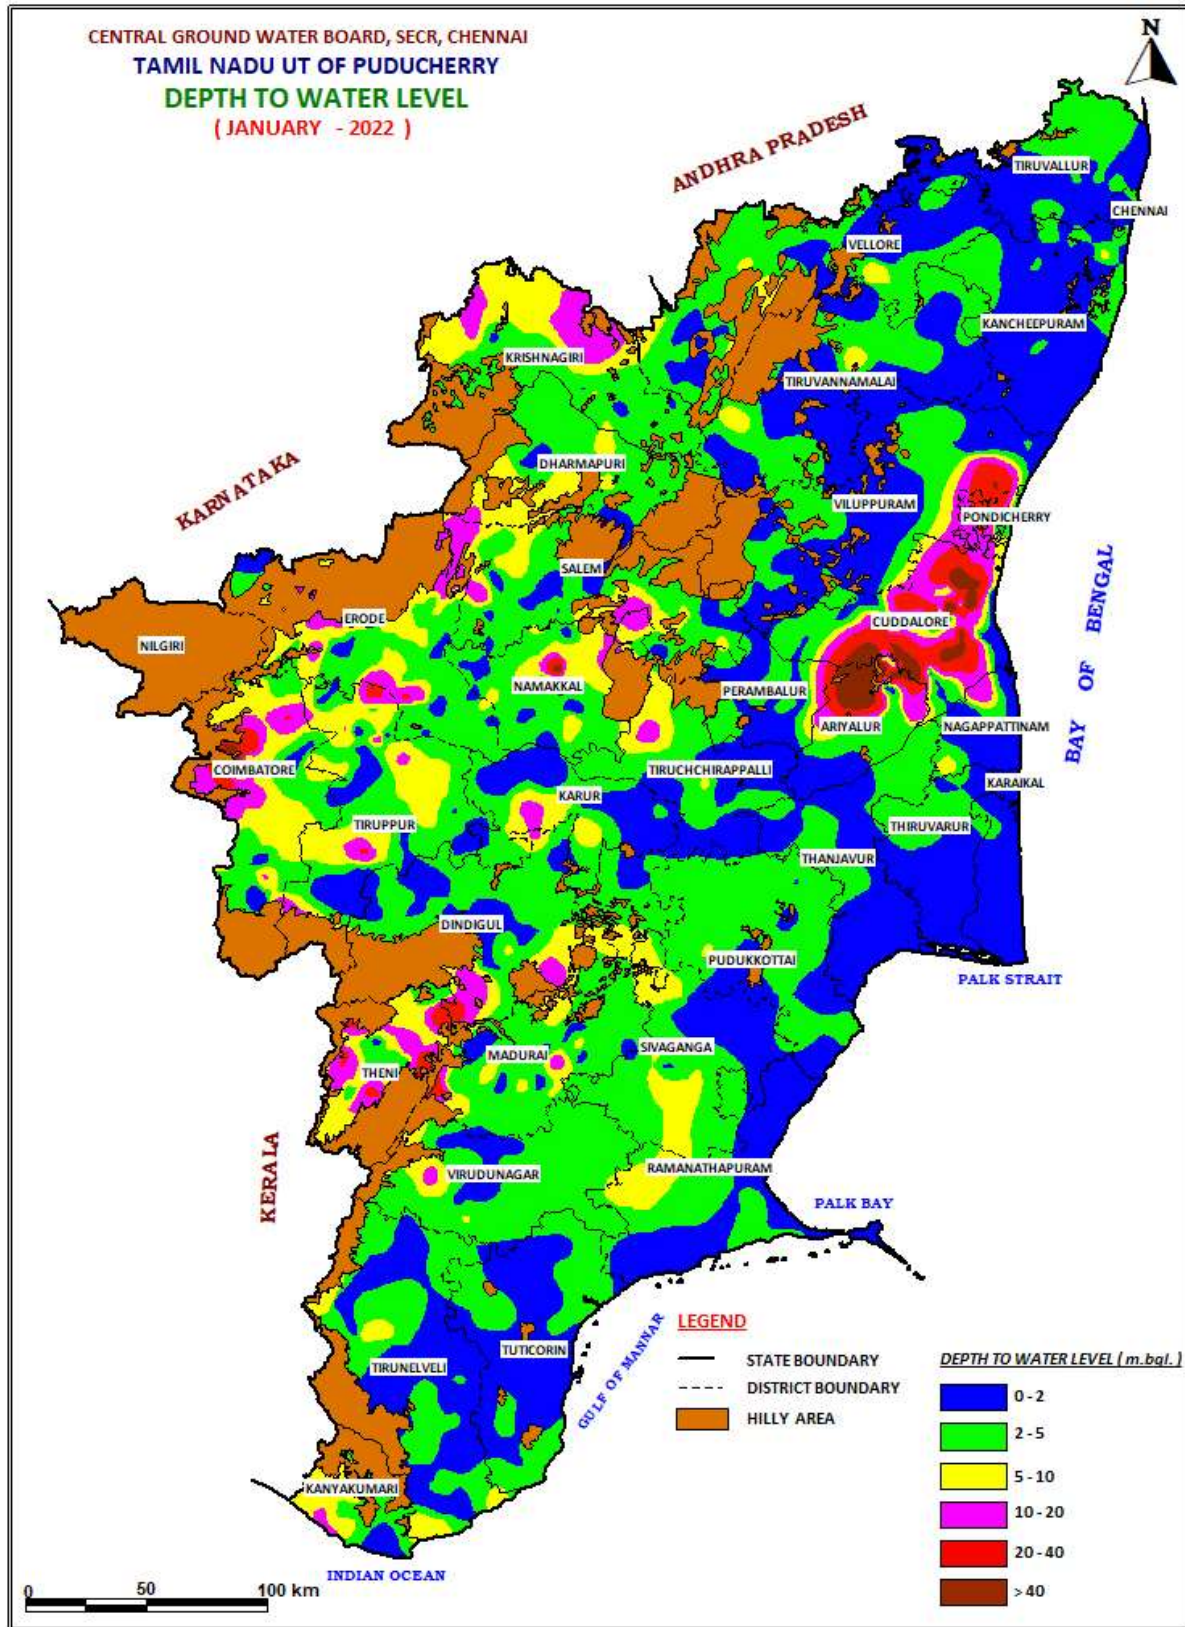 CENTRAL GROUND WATER BOARD, SECR, CHENNAI
TAMIL NADU UT OF PUDUCHERRY
DEPTH TO WATER LEVEL
( JANUARY - 2022 )
N
ANDHRA PRADESH
TIRUVALLUR
CHENNAI
VELLORE
KANCHEEPURAM
KRISHNAGIRI
TIRUVANNAMALAI
KARNATAKA
DHARMAPURI
VILUPPURAM
PONDICHERRY
SALEM
BAY OF BENGAL
ERODE
CUDDALORE
NILGIRI
NAMAKKAL
PERAMBALUR
ARIYALUR
NAGAPPATTINAM
COIMBATORE
TIRUCHCHIRAPPALLI
KARAIKAL
KARUR
TIRUPPUR
THIRUVARUR
THANJAVUR
DINDIGUL
PUDUKKOTTAI
PALK STRAIT
MADURAI
SIVAGANGA
THENI
KERALA
VIRUDUNAGAR
RAMANATHAPURAM
PALK BAY
GULF OF MANNAR
TUTICORIN
TIRUNELVELI
KANYAKUMARI
INDIAN OCEAN
LEGEND
STATE BOUNDARY
DISTRICT BOUNDARY
HILLY AREA
DEPTH TO WATER LEVEL ( m.bgl. )
0 - 2
2 - 5
5 - 10
10 - 20
20 - 40
> 40
0 50 100 km